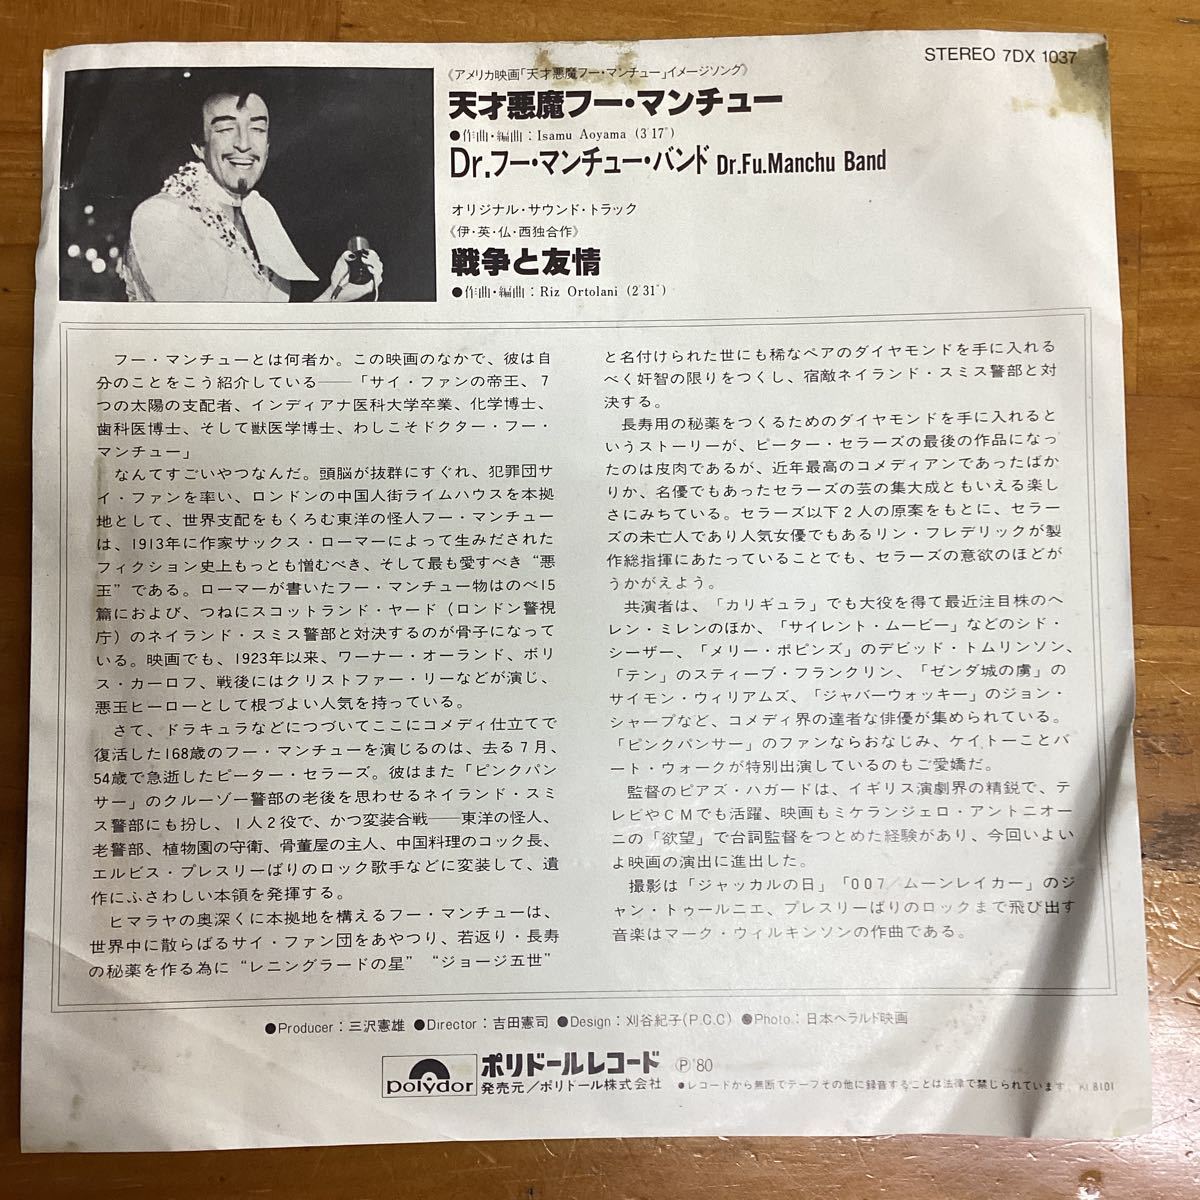 STEREO 7DX 1037
《アメリカ映画「天才悪魔フー・マンチュー」イメージソング》
天才悪魔フー・マンチュー
●作曲・編曲：Isamu Aoyama (3′17″)
Dr.フー・マンチュー・バンド Dr.Fu.Manchu Band
オリジナル・サウンド・トラック
《伊・英・仏・西独合作》
戦争と友情
●作曲・編曲：Riz Ortolani (2 31″)
フー・マンチューとは何者か。この映画のなかで、彼は自
分のことをこう紹介している──「サイ・ファンの帝王、７
つの太陽の支配者、インディアナ医科大学卒業、化学博士、
歯科医博士、そして獣医学博士、わしこそドクター・フー・
マンチュー」
なんてすごいやつなんだ。頭脳が抜群にすぐれ、犯罪団サ
イ・ファンを率い、ロンドンの中国人街ライムハウスを本拠
地として、世界支配をもくろむ東洋の怪人フー・マンチュー
は、1913年に作家サックス・ローマーによって生みだされた
フィクション史上もっとも憎むべき、そして最も愛すべき“悪
玉”である。ローマーが書いたフー・マンチュー物はのべ15
篇におよび、つねにスコットランド・ヤード（ロンドン警視
庁）のネイランド・スミス警部と対決するのが骨子になって
いる。映画でも、1923年以来、ワーナー・オーランド、ボリ
ス・カーロフ、戦後にはクリストファー・リーなどが演じ、
悪玉ヒーローとして根づよい人気を持っている。
さて、ドラキュラなどにつづいてここにコメディ仕立てで
復活した168歳のフー・マンチューを演じるのは、去る７月、
54歳で急逝したピーター・セラーズ。彼はまた「ピンクパン
サー」のクルーゾー警部の老後を思わせるネイランド・スミ
ス警部にも扮し、１人２役で、かつ変装合戦──東洋の怪人、
老警部、植物園の守衛、骨董屋の主人、中国料理のコック長、
エルビス・プレスリーばりのロック歌手などに変装して、遺
作にふさわしい本領を発揮する。
ヒマラヤの奥深くに本拠地を構えるフー・マンチューは、
世界中に散らばるサイ・ファン団をあやつり、若返り・長寿
の秘薬を作る為に“レニングラードの星”“ジョージ五世”
と名付けられた世にも稀なペアのダイヤモンドを手に入れる
べく奸智の限りをつくし、宿敵ネイランド・スミス警部と対
決する。
長寿用の秘薬をつくるためのダイヤモンドを手に入れると
いうストーリーが、ピーター・セラーズの最後の作品になっ
たのは皮肉であるが、近年最高のコメディアンであったばか
りか、名優でもあったセラーズの芸の集大成ともいえる楽し
さにみちている。セラーズ以下２人の原案をもとに、セラー
ズの未亡人であり人気女優でもあるリン・フレデリックが製
作総指揮にあたっていることでも、セラーズの意欲のほどが
うかがえよう。
共演者は、「カリギュラ」でも大役を得て最近注目株のヘ
レン・ミレンのほか、「サイレント・ムービー」などのシド・
シーザー、「メリー・ポピンズ」のデビッド・トムリンソン、
「テン」のスティーブ・フランクリン、「ゼンダ城の虜」の
サイモン・ウィリアムズ、「ジャバーウォッキー」のジョン・
シャープなど、コメディ界の達者な俳優が集められている。
「ピンクパンサー」のファンならおなじみ、ケイトーことバ
ート・ウォークが特別出演しているのもご愛嬌だ。
監督のピアズ・ハガードは、イギリス演劇界の精鋭で、テ
レビやＣＭでも活躍、映画もミケランジェロ・アントニオー
ニの「欲望」で台詞監督をつとめた経験があり、今回いよい
よ映画の演出に進出した。
撮影は「ジャッカルの日」「００７／ムーンレイカー」のジ
ャン・トゥールニエ、プレスリーばりのロックまで飛び出す
音楽はマーク・ウィルキンソンの作曲である。
●Producer：三沢憲雄 ●Director：吉田憲司 ●Design：刈谷紀子(P.C.C) ●Photo：日本ヘラルド映画
polydor
ポリドールレコード Ⓟ'80
発売元／ポリドール株式会社 ●レコードから無断でテープその他に録音することは法律で禁じられています。 KL8101